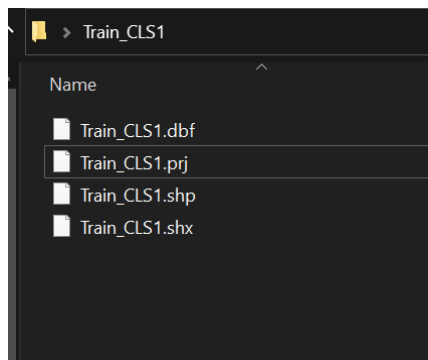 Train_CLS1
Name
Train_CLS1.dbf
Train_CLS1.prj
Train_CLS1.shp
Train_CLS1.shx